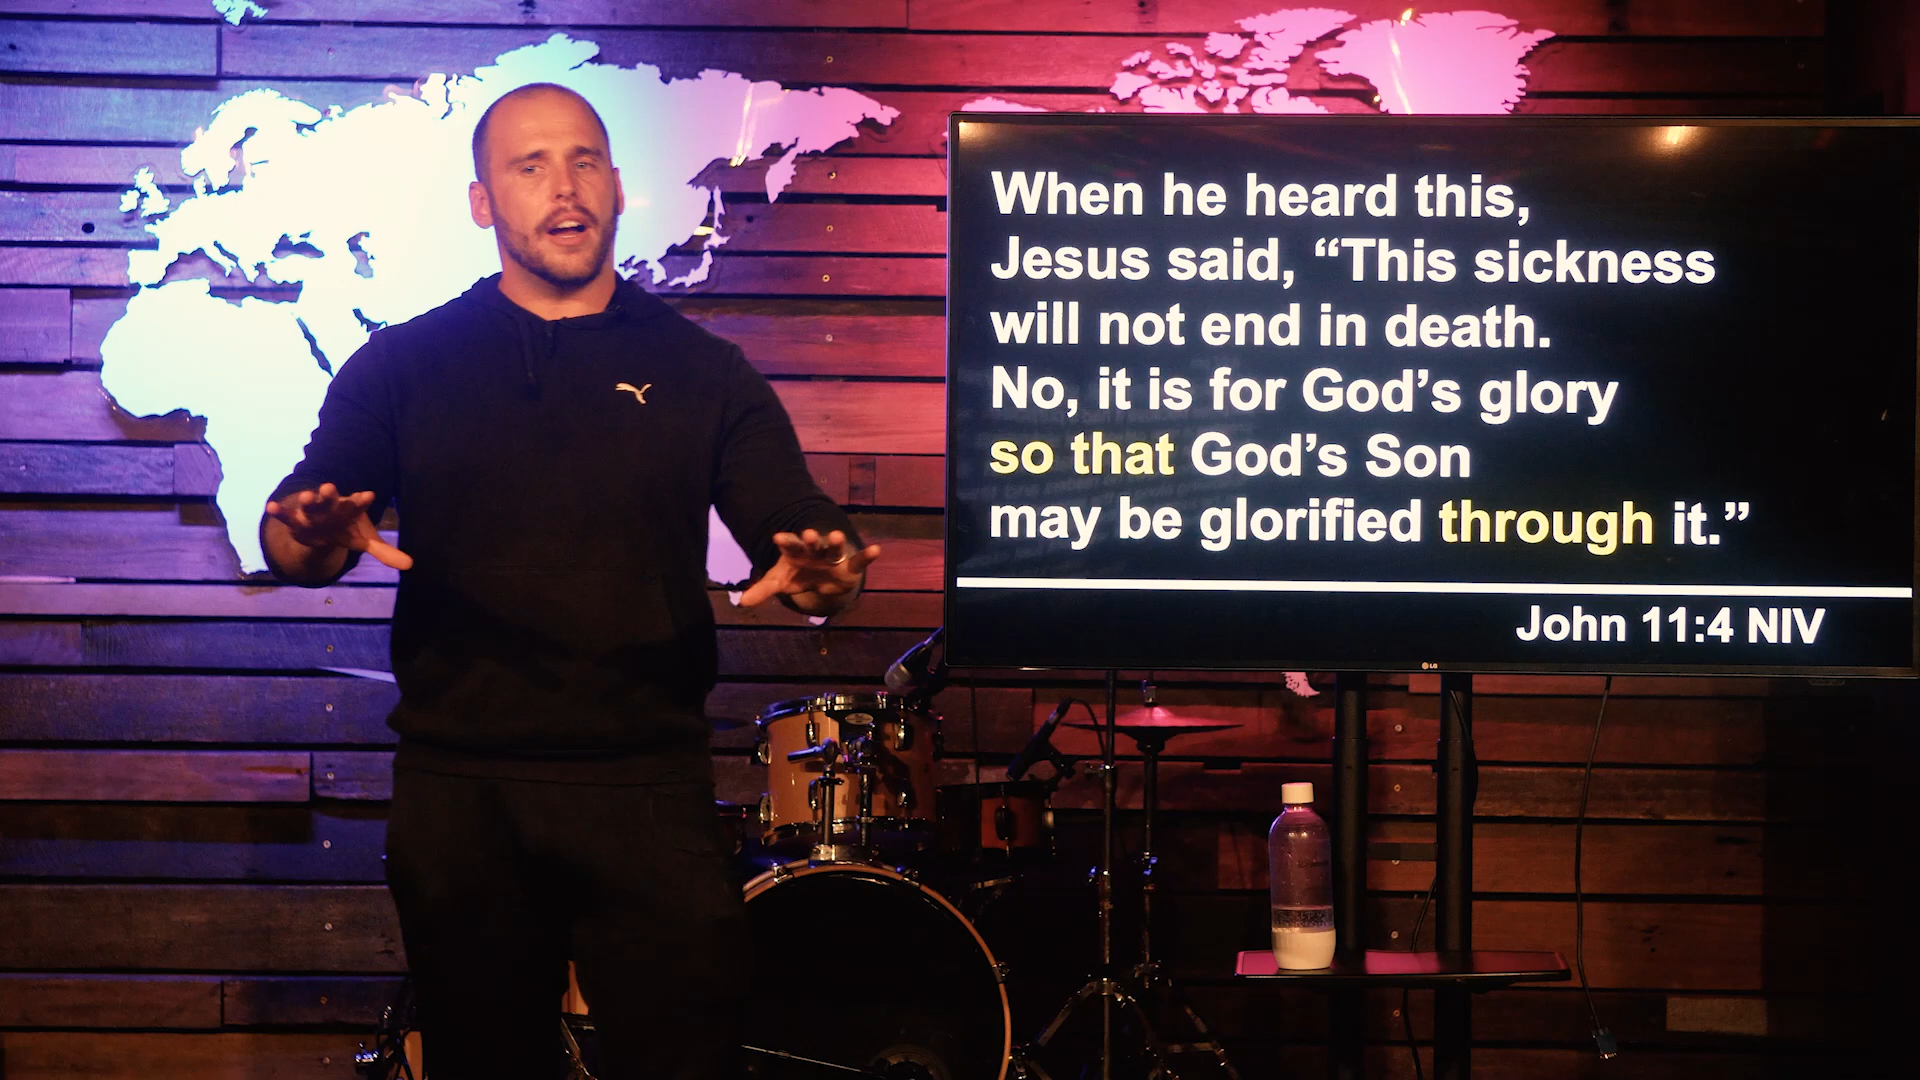 When he heard this,
Jesus said, “This sickness
will not end in death.
No, it is for God’s glory
so that God’s Son
may be glorified through it.”
John 11:4 NIV
LG